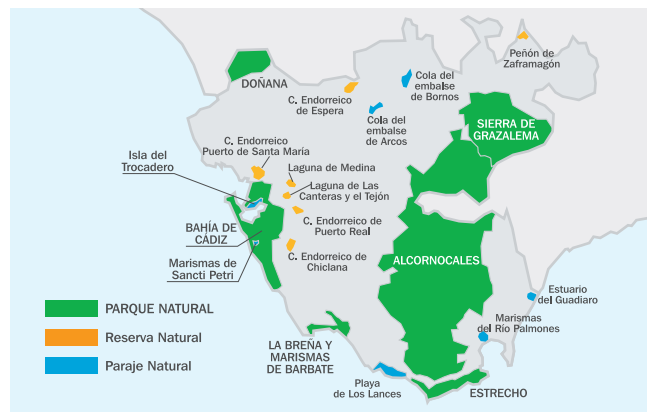 Peñón de
Zaframagón
DOÑANA
Cola del
embalse
de Bornos
C. Endorreico
de Espera
Cola del
embalse
de Arcos
SIERRA DE
GRAZALEMA
C. Endorreico
Puerto de Santa María
Isla del
Trocadero
Laguna de Medina
Laguna de Las
Canteras y el Tejón
BAHÍA DE
CÁDIZ
C. Endorreico de
Puerto Real
Marismas de
Sancti Petri
C. Endorreico de
Chiclana
ALCORNOCALES
Estuario
del Guadiaro
PARQUE NATURAL
Reserva Natural
Paraje Natural
Marismas
del Río Palmones
LA BREÑA Y
MARISMAS
DE BARBATE
Playa
de Los Lances
ESTRECHO